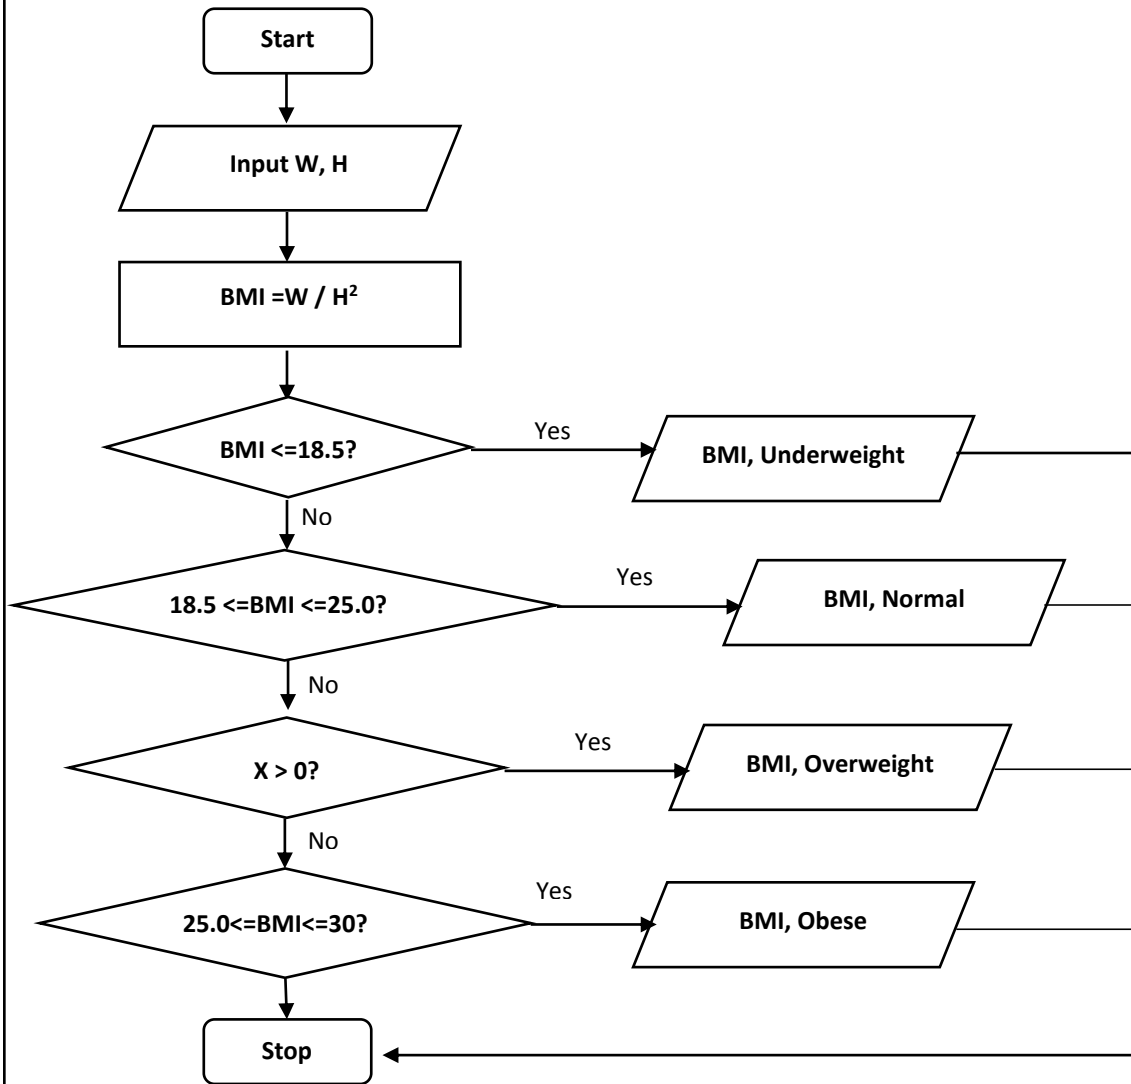 Start
Input W, H
BMI =W / H²
BMI <=18.5?
Yes
BMI, Underweight
No
18.5 <=BMI <=25.0?
Yes
BMI, Normal
No
X > 0?
Yes
BMI, Overweight
No
25.0<=BMI<=30?
Yes
BMI, Obese
Stop